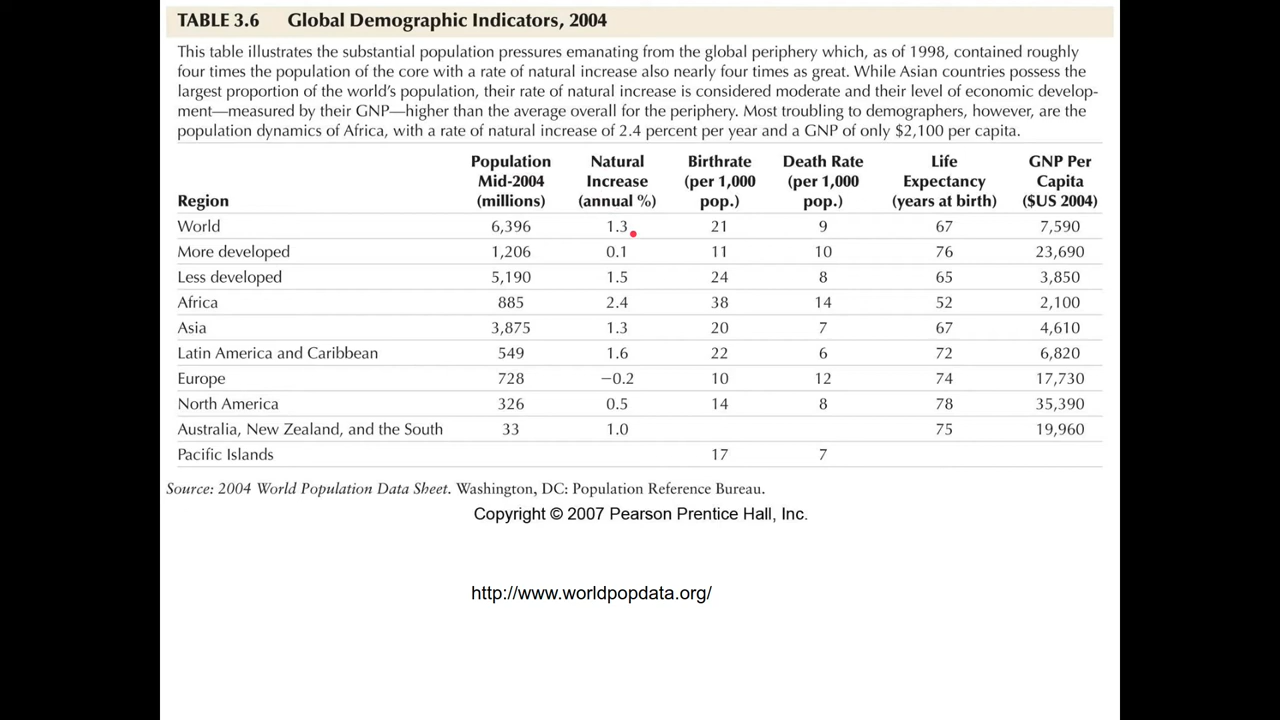 TABLE 3.6 Global Demographic Indicators, 2004
This table illustrates the substantial population pressures emanating from the global periphery which, as of 1998, contained roughly
four times the population of the core with a rate of natural increase also nearly four times as great. While Asian countries possess the
largest proportion of the world's population, their rate of natural increase is considered moderate and their level of economic develop-
ment—measured by their GNP—higher than the average overall for the periphery. Most troubling to demographers, however, are the
population dynamics of Africa, with a rate of natural increase of 2.4 percent per year and a GNP of only $2,100 per capita.
Population Natural Birthrate Death Rate Life GNP Per
Mid-2004 Increase (per 1,000 (per 1,000 Expectancy Capita
Region (millions) (annual %) pop.) pop.) (years at birth) ($US 2004)
World 6,396 1.3 21 9 67 7,590
More developed 1,206 0.1 11 10 76 23,690
Less developed 5,190 1.5 24 8 65 3,850
Africa 885 2.4 38 14 52 2,100
Asia 3,875 1.3 20 7 67 4,610
Latin America and Caribbean 549 1.6 22 6 72 6,820
Europe 728 −0.2 10 12 74 17,730
North America 326 0.5 14 8 78 35,390
Australia, New Zealand, and the South 33 1.0 75 19,960
Pacific Islands 17 7
Source: 2004 World Population Data Sheet. Washington, DC: Population Reference Bureau.
Copyright © 2007 Pearson Prentice Hall, Inc.
http://www.worldpopdata.org/